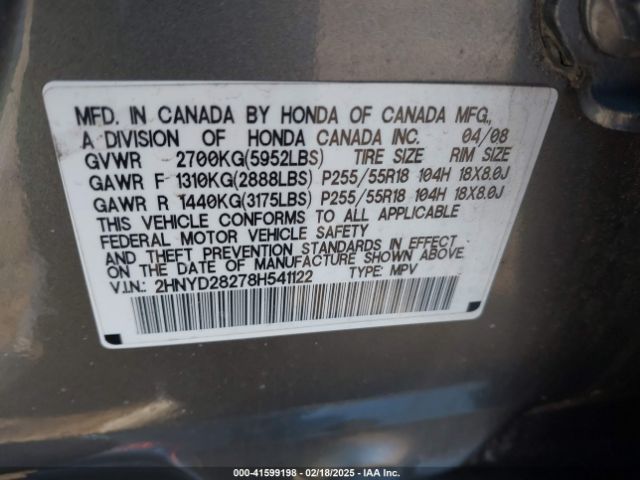 MFD. IN CANADA BY HONDA OF CANADA MFG.,
A DIVISION OF HONDA CANADA INC. 04/08
GVWR 2700KG(5952LBS) TIRE SIZE RIM SIZE
GAWR F 1310KG(2888LBS) P255/55R18 104H 18X8.0J
GAWR R 1440KG(3175LBS) P255/55R18 104H 18X8.0J
THIS VEHICLE CONFORMS TO ALL APPLICABLE
FEDERAL MOTOR VEHICLE SAFETY
AND THEFT PREVENTION STANDARDS IN EFFECT
ON THE DATE OF MANUFACTURE SHOWN ABOVE.
V.I.N.: 2HNYD28278H541122 TYPE: MPV
000-41599198 - 02/18/2025 - IAA Inc.